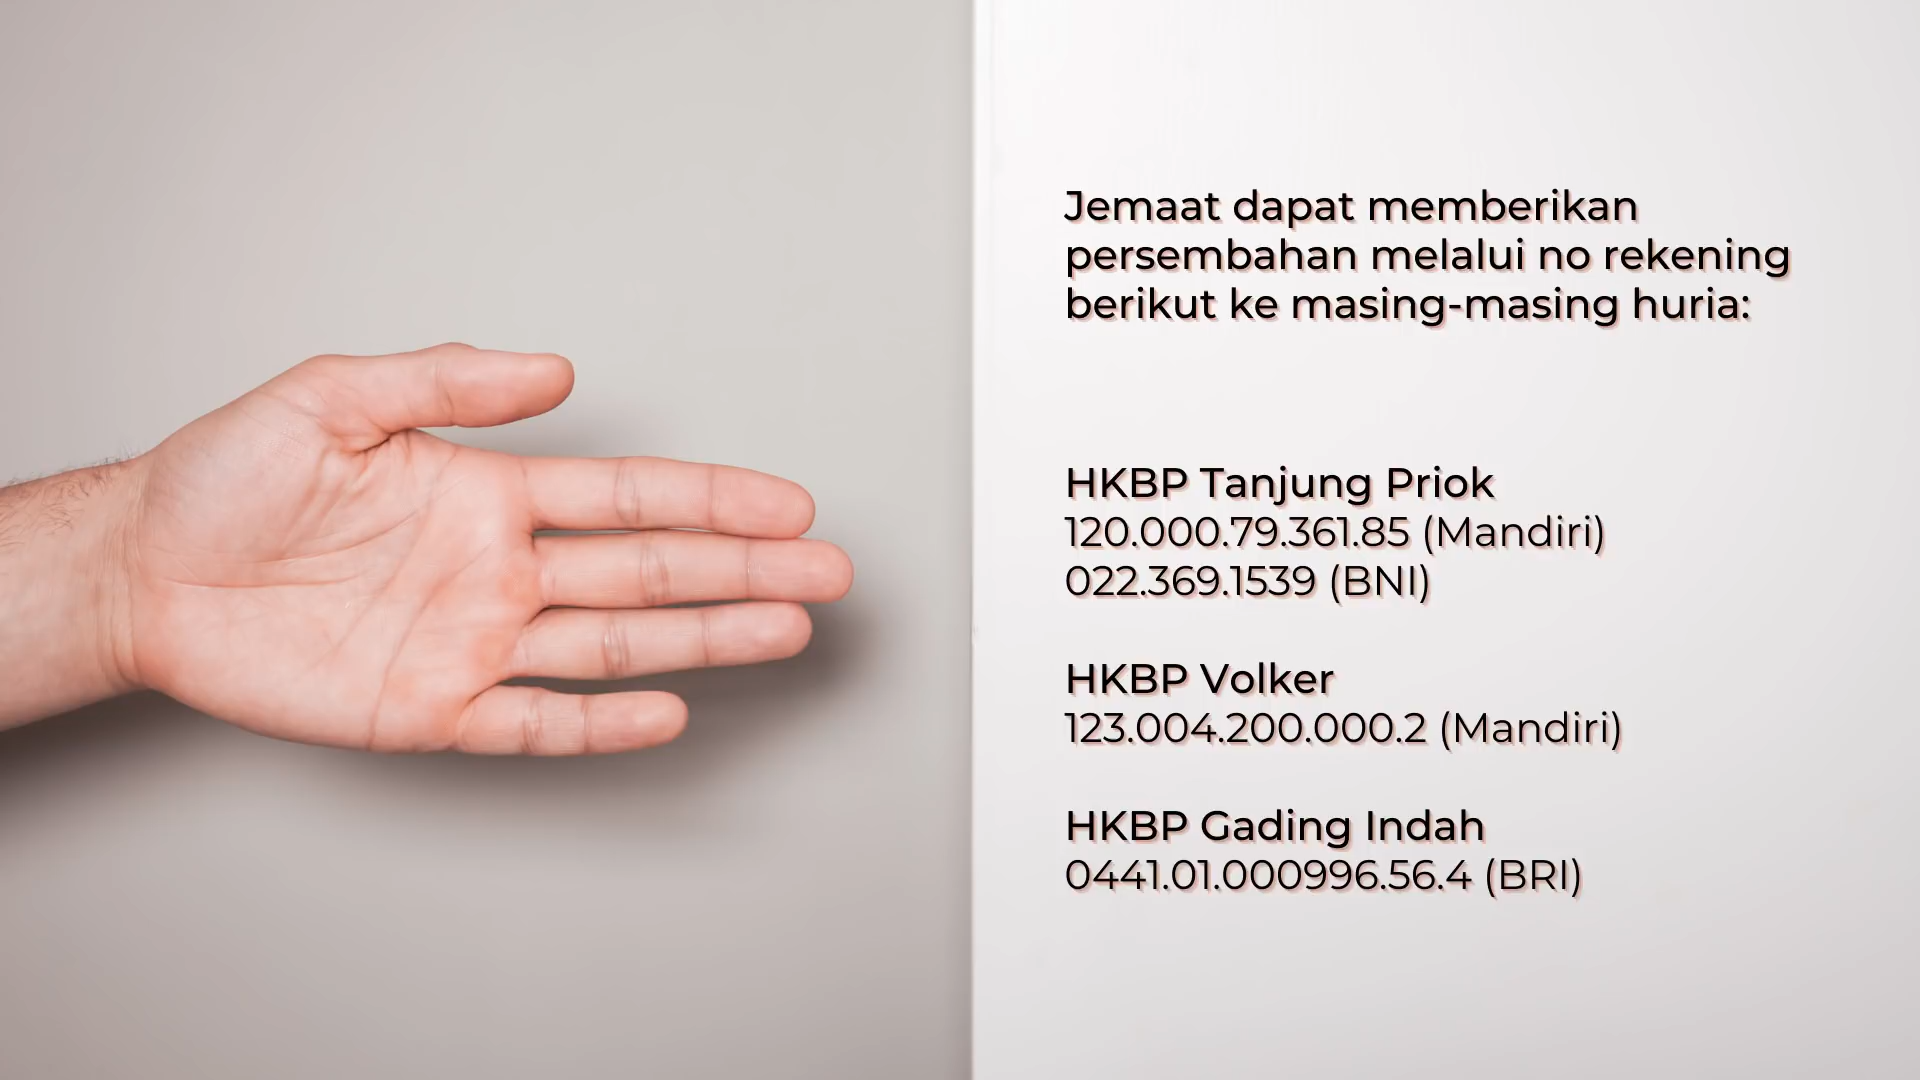 Jemaat dapat memberikan
persembahan melalui no rekening
berikut ke masing-masing huria:
HKBP Tanjung Priok
120.000.79.361.85 (Mandiri)
022.369.1539 (BNI)
HKBP Volker
123.004.200.000.2 (Mandiri)
HKBP Gading Indah
0441.01.000996.56.4 (BRI)